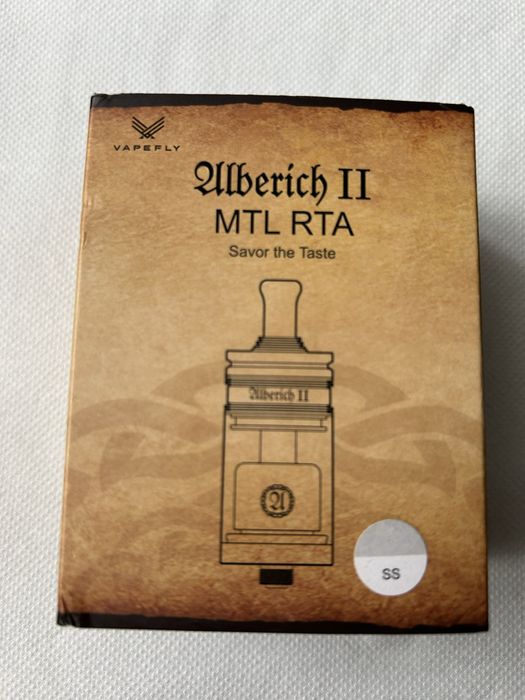 VAPEFLY
Alberich II
MTL RTA
Savor the Taste
Alberich II
A
SS